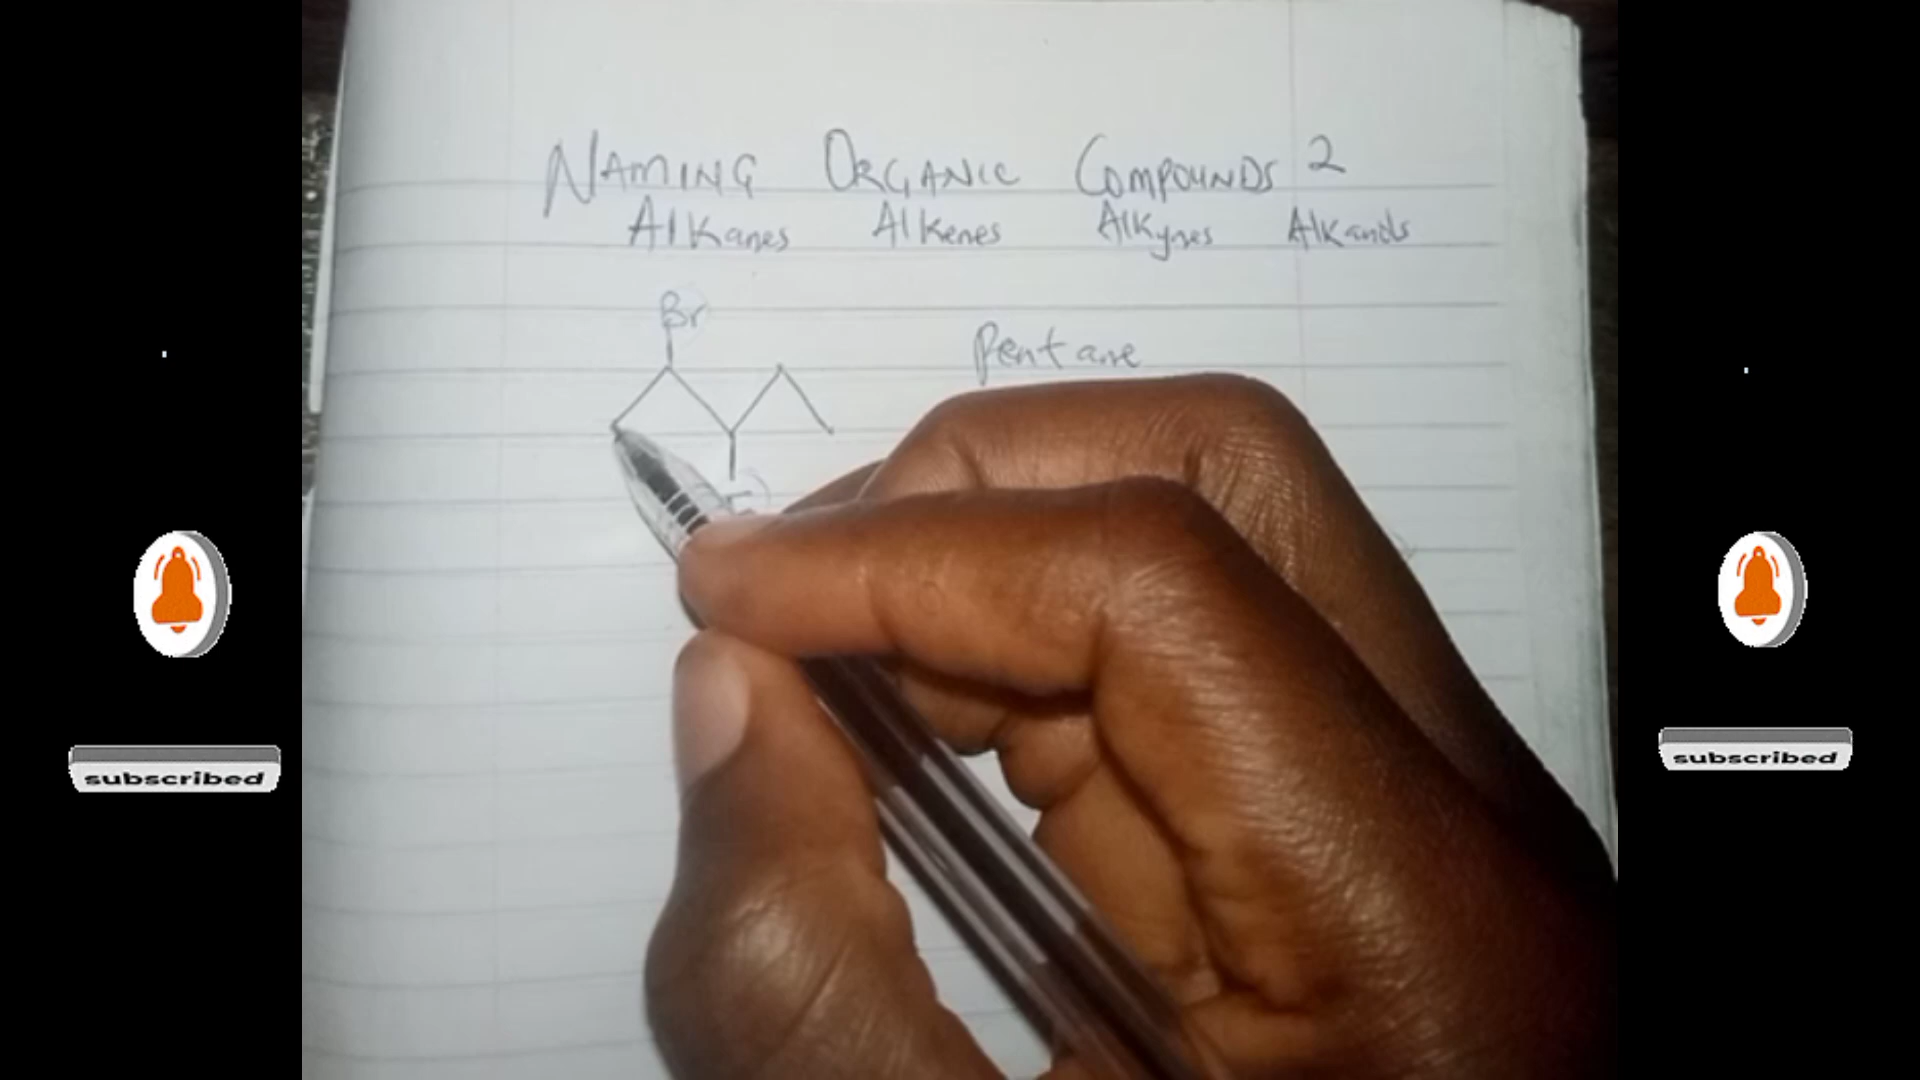 NAMING ORGANIC COMPOUNDS 2
Alkanes Alkenes Alkynes Alkanols
Br
Pentane
subscribed
subscribed